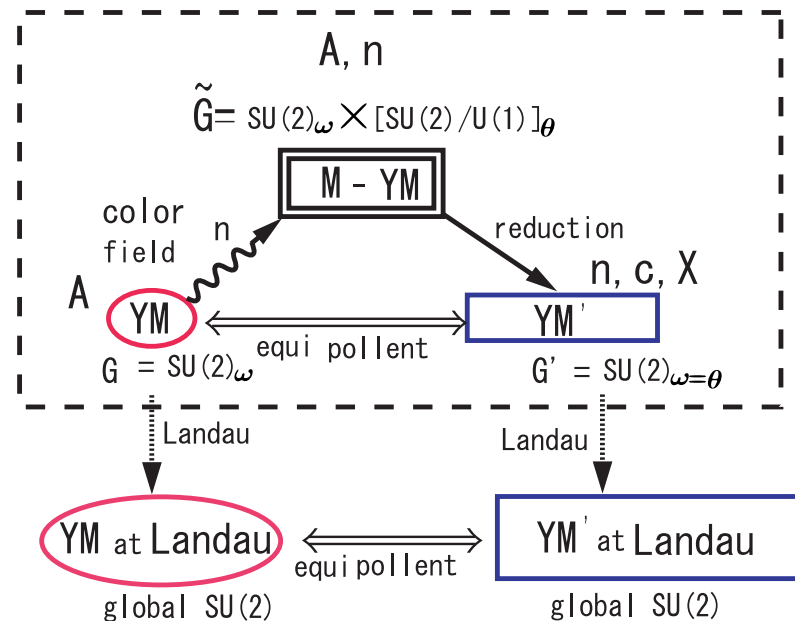 A, n
G̃= SU(2)ω×[SU(2)/U(1)]θ
M - YM
color
field
n
reduction
A
n, c, X
YM
YM'
equi pollent
G = SU(2)ω
G' = SU(2)ω=θ
Landau
Landau
YM at Landau
YM' at Landau
equi pollent
global SU(2)
global SU(2)